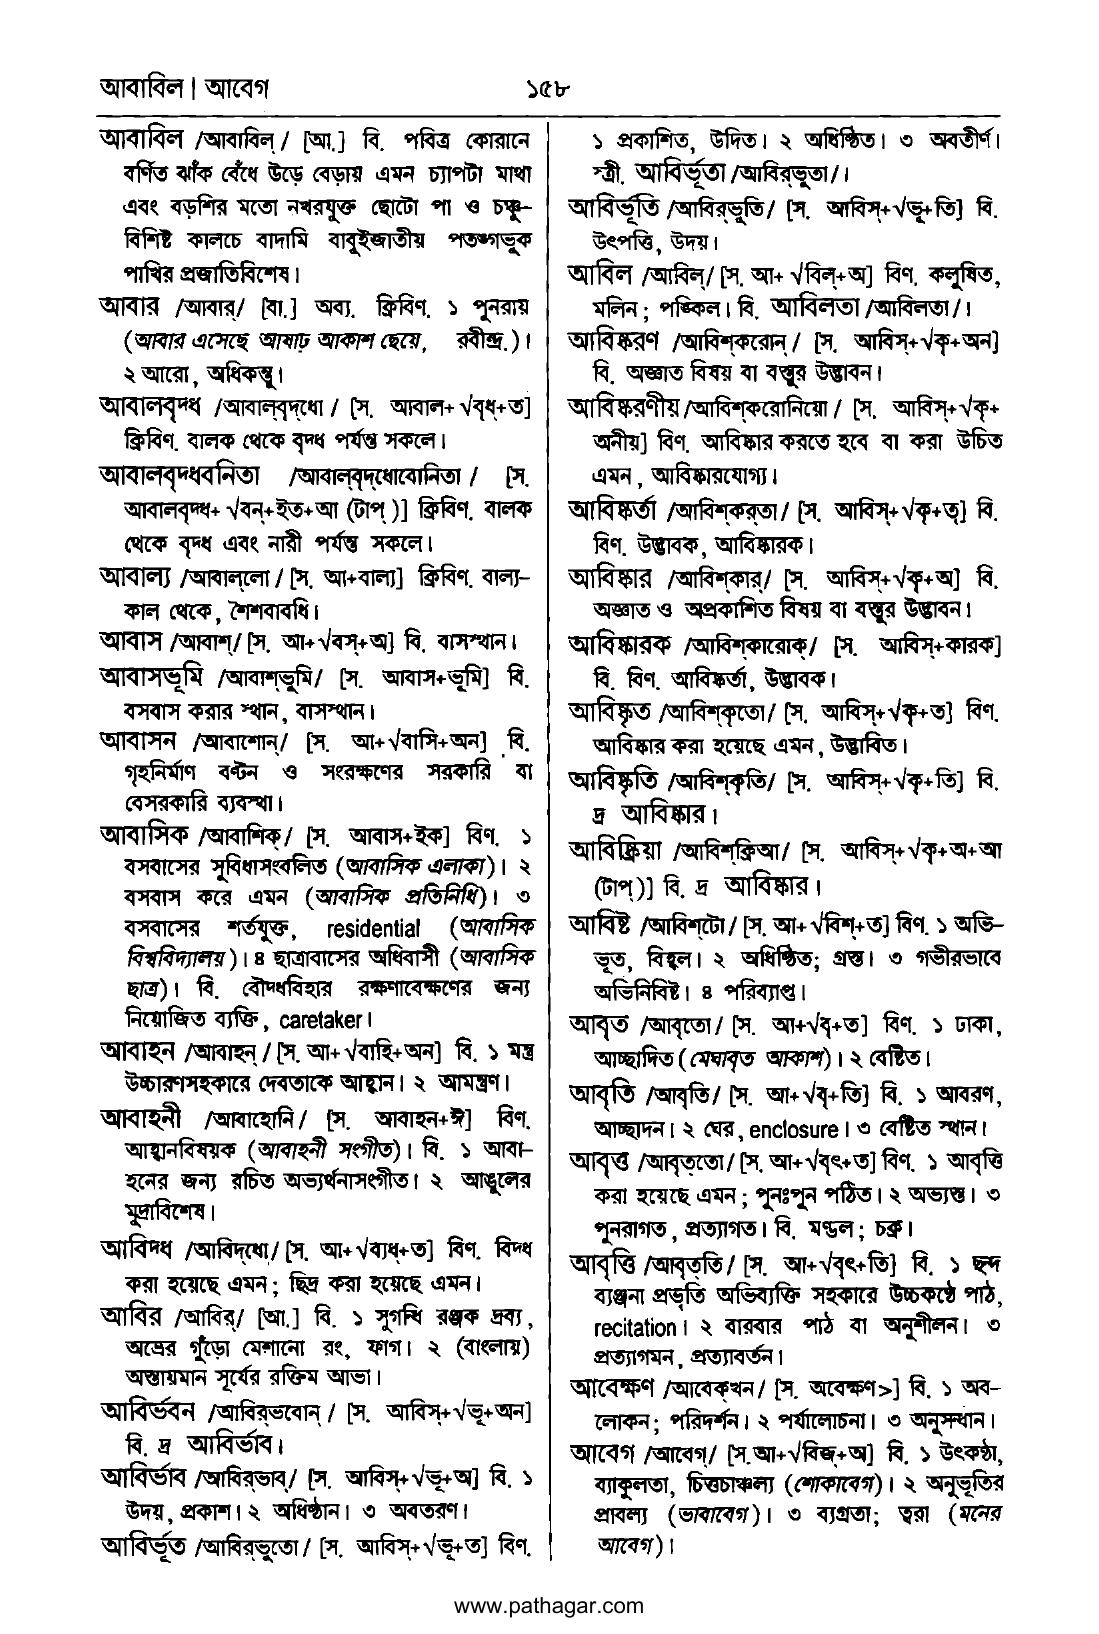 আবাবিল | আবেগ
১৫৮
আবাবিল /আবাবিল্/ [আ.] বি. পবিত্র কোরানে
বর্ণিত ঝাঁক বেঁধে উড়ে বেড়ায় এমন চ্যাপটা মাথা
এবং বড়শির মতো নখরযুক্ত ছোটো পা ও চঞ্চু-
বিশিষ্ট কালচে বাদামি বাবুইজাতীয় পতঙ্গভুক
পাখির প্রজাতিবিশেষ।
আবার /আবার্/ [বা.] অব্য. ক্রিবিণ. ১ পুনরায়
(আবার এসেছে আষাঢ় আকাশ ছেয়ে, রবীন্দ্র.)।
২ আরো, অধিকন্তু।
আবালবৃদ্ধ /আবাল্‌বৃদ্‌ধো/ [স. আবাল+√বৃধ্+ত]
ক্রিবিণ. বালক থেকে বৃদ্ধ পর্যন্ত সকলে।
আবালবৃদ্ধবনিতা /আবাল্‌বৃদ্‌ধোবোনিতা/ [স.
আবালবৃদ্ধ+√বন্+ইত+আ (টাপ্)] ক্রিবিণ. বালক
থেকে বৃদ্ধ এবং নারী পর্যন্ত সকলে।
আবাল্য /আবাল্‌লো/ [স. আ+বাল্য] ক্রিবিণ. বাল্য-
কাল থেকে, শৈশবাবধি।
আবাস /আবাশ্/ [স. আ+√বস্+অ] বি. বাসস্থান।
আবাসভূমি /আবাশ্‌ভুমি/ [স. আবাস+ভূমি] বি.
বসবাস করার স্থান, বাসস্থান।
আবাসন /আবাশোন্/ [স. আ+√বাসি+অন] বি.
গৃহনির্মাণ বণ্টন ও সংরক্ষণের সরকারি বা
বেসরকারি ব্যবস্থা।
আবাসিক /আবাশিক্/ [স. আবাস+ইক] বিণ. ১
বসবাসের সুবিধাসংবলিত (আবাসিক এলাকা)। ২
বসবাস করে এমন (আবাসিক প্রতিনিধি)। ৩
বসবাসের শর্তযুক্ত, residential (আবাসিক
বিশ্ববিদ্যালয়)। ৪ ছাত্রাবাসের অধিবাসী (আবাসিক
ছাত্র)। বি. বৌদ্ধবিহার রক্ষণাবেক্ষণের জন্য
নিয়োজিত ব্যক্তি, caretaker।
আবাহন /আবাহন্/ [স. আ+√বাহি+অন] বি. ১ মন্ত্র
উচ্চারণসহকারে দেবতাকে আহ্বান। ২ আমন্ত্রণ।
আবাহনী /আবাহোনি/ [স. আবাহন+ঈ] বিণ.
আহ্বানবিষয়ক (আবাহনী সংগীত)। বি. ১ আবা-
হনের জন্য রচিত অভ্যর্থনাসংগীত। ২ আঙুলের
মুদ্রাবিশেষ।
আবিদ্ধ /আবিদ্‌ধো/ [স. আ+√ব্যধ্+ত] বিণ. বিদ্ধ
করা হয়েছে এমন; ছিদ্র করা হয়েছে এমন।
আবির /আবির্/ [আ.] বি. ১ সুগন্ধি রঞ্জক দ্রব্য,
অভ্রের গুঁড়ো মেশানো রং, ফাগ। ২ (বাংলায়)
অস্তায়মান সূর্যের রক্তিম আভা।
আবির্ভবন /আবির্‌ভবোন্/ [স. আবিস্+√ভূ+অন]
বি. দ্র আবির্ভাব।
আবির্ভাব /আবির্‌ভাব্/ [স. আবিস্+√ভূ+অ] বি. ১
উদয়, প্রকাশ। ২ অধিষ্ঠান। ৩ অবতরণ।
আবির্ভূত /আবির্‌ভুতো/ [স. আবিস্+√ভূ+ত] বিণ.
১ প্রকাশিত, উদিত। ২ অধিষ্ঠিত। ৩ অবতীর্ণ।
স্ত্রী. আবির্ভূতা /আবির্‌ভুতা/।
আবির্ভূতি /আবির্‌ভুতি/ [স. আবিস্+√ভূ+তি] বি.
উৎপত্তি, উদয়।
আবিল /আবিল্/ [স. আ+√বিল্+অ] বিণ. কলুষিত,
মলিন; পঙ্কিল। বি. আবিলতা /আবিলতা/।
আবিষ্করণ /আবিশ্‌করোন্/ [স. আবিস্+√কৃ+অন]
বি. অজ্ঞাত বিষয় বা বস্তুর উদ্ভাবন।
আবিষ্করণীয় /আবিশ্‌করোনিয়ো/ [স. আবিস্+√কৃ+
অনীয়] বিণ. আবিষ্কার করতে হবে বা করা উচিত
এমন, আবিষ্কারযোগ্য।
আবিষ্কর্তা /আবিশ্‌কর্‌তা/ [স. আবিস্+√কৃ+তৃ] বি.
বিণ. উদ্ভাবক, আবিষ্কারক।
আবিষ্কার /আবিশ্‌কার্/ [স. আবিস্+√কৃ+অ] বি.
অজ্ঞাত ও অপ্রকাশিত বিষয় বা বস্তুর উদ্ভাবন।
আবিষ্কারক /আবিশ্‌কারোক্/ [স. আবিস্+কারক]
বি. বিণ. আবিষ্কর্তা, উদ্ভাবক।
আবিষ্কৃত /আবিশ্‌কৃতো/ [স. আবিস্+√কৃ+ত] বিণ.
আবিষ্কার করা হয়েছে এমন, উদ্ভাবিত।
আবিষ্কৃতি /আবিশ্‌কৃতি/ [স. আবিস্+√কৃ+তি] বি.
দ্র আবিষ্কার।
আবিষ্ক্রিয়া /আবিশ্‌ক্রিআ/ [স. আবিস্+√কৃ+অ+আ
(টাপ্)] বি. দ্র আবিষ্কার।
আবিষ্ট /আবিশ্‌টো/ [স. আ+√বিশ্+ত] বিণ. ১ অভি-
ভূত, বিহ্বল। ২ অধিষ্ঠিত; গ্রস্ত। ৩ গভীরভাবে
অভিনিবিষ্ট। ৪ পরিব্যাপ্ত।
আবৃত /আবৃতো/ [স. আ+√বৃ+ত] বিণ. ১ ঢাকা,
আচ্ছাদিত (মেঘাবৃত আকাশ)। ২ বেষ্টিত।
আবৃতি /আবৃতি/ [স. আ+√বৃ+তি] বি. ১ আবরণ,
আচ্ছাদন। ২ ঘের, enclosure। ৩ বেষ্টিত স্থান।
আবৃত্ত /আবৃত্‌তো/ [স. আ+√বৃৎ+ত] বিণ. ১ আবৃত্তি
করা হয়েছে এমন; পুনঃপুন পঠিত। ২ অভ্যস্ত। ৩
পুনরাগত, প্রত্যাগত। বি. মণ্ডল; চক্র।
আবৃত্তি /আবৃত্‌তি/ [স. আ+√বৃৎ+তি] বি. ১ ছন্দ
ব্যঞ্জনা প্রভৃতি অভিব্যক্তি সহকারে উচ্চকণ্ঠে পাঠ,
recitation। ২ বারবার পাঠ বা অনুশীলন। ৩
প্রত্যাগমন, প্রত্যাবর্তন।
আবেক্ষণ /আবেক্‌খন/ [স. অবেক্ষণ>] বি. ১ অব-
লোকন; পরিদর্শন। ২ পর্যালোচনা। ৩ অনুসন্ধান।
আবেগ /আবেগ্/ [স.আ+√বিজ্+অ] বি. ১ উৎকণ্ঠা,
ব্যাকুলতা, চিত্তচাঞ্চল্য (শোকাবেগ)। ২ অনুভূতির
প্রাবল্য (ভাবাবেগ)। ৩ ব্যগ্রতা; ত্বরা (মনের
আবেগ)।
www.pathagar.com